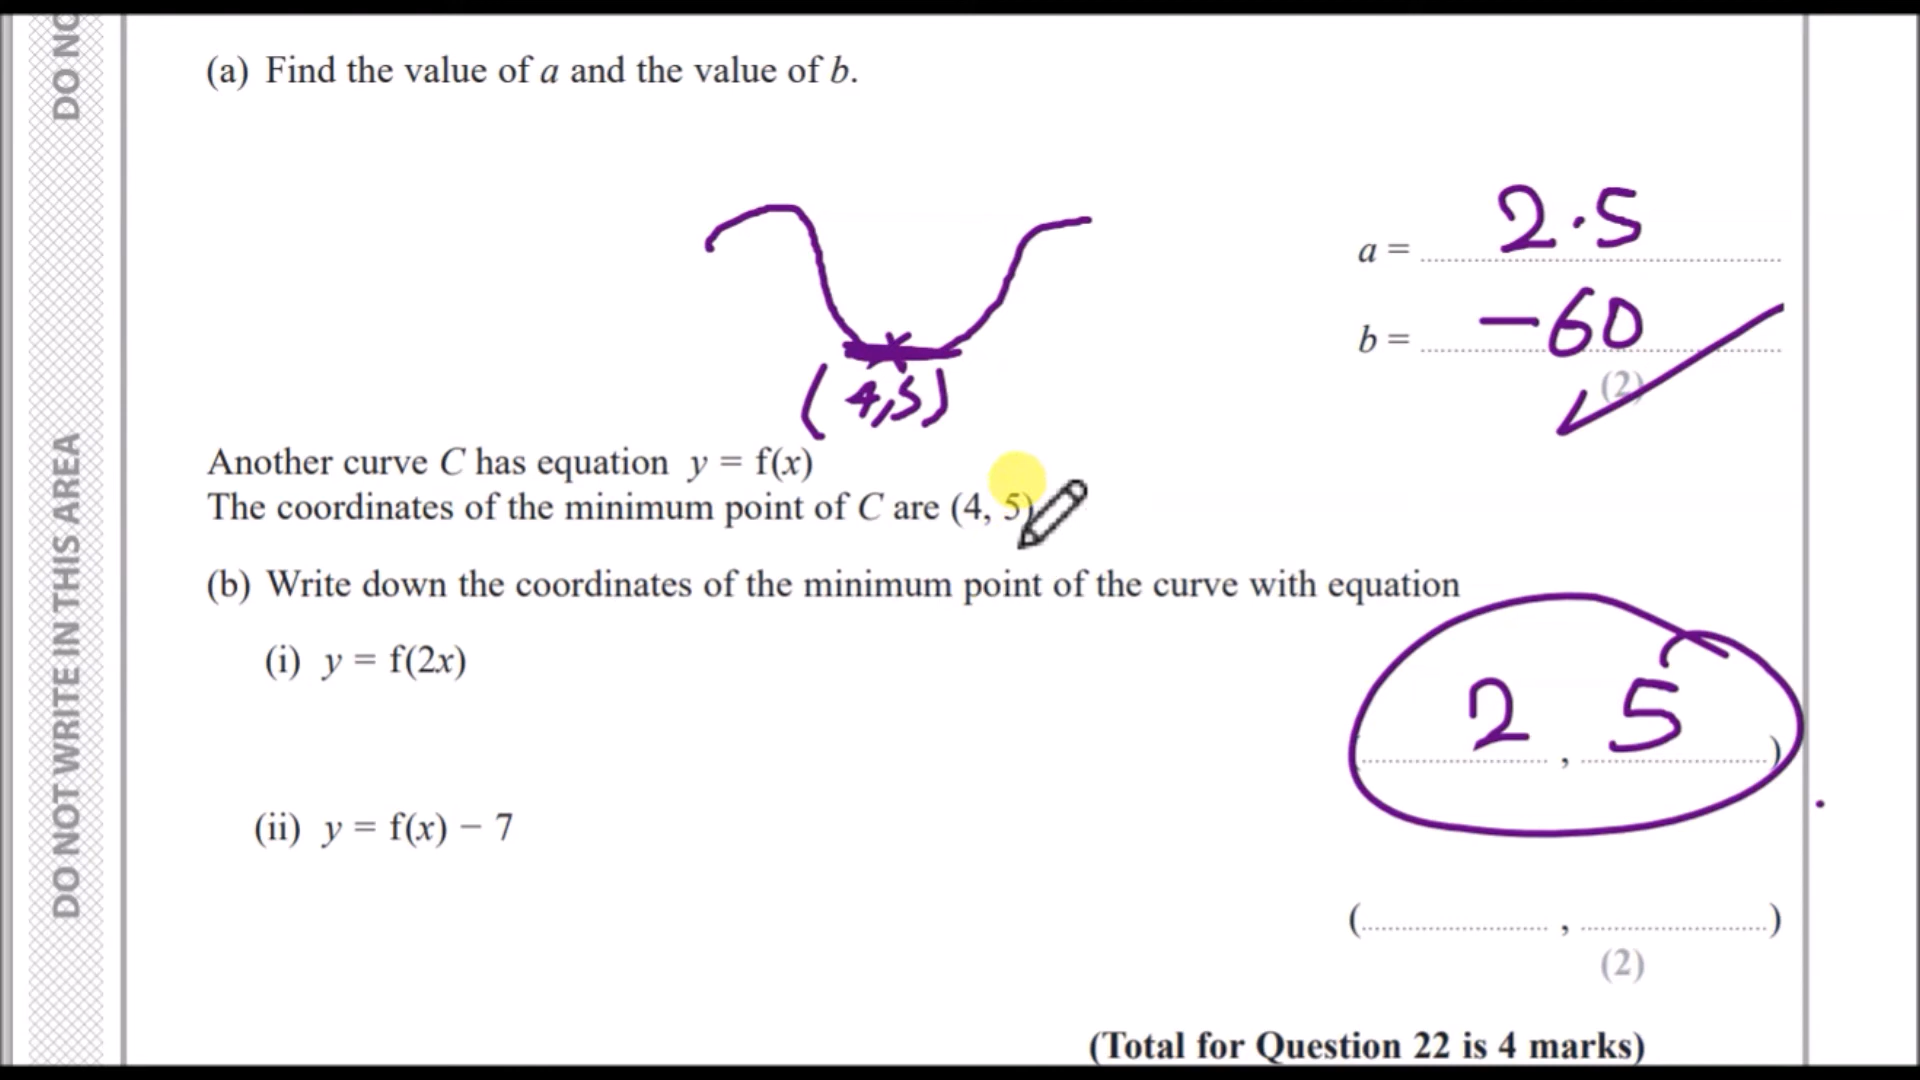 DO NO
(a) Find the value of a and the value of b.
a = 2.5
b = -60
(2)
(4,5)
Another curve C has equation y = f(x)
The coordinates of the minimum point of C are (4, 5)
DO NOT WRITE IN THIS AREA
(b) Write down the coordinates of the minimum point of the curve with equation
(i) y = f(2x)
2 , 5 )
(ii) y = f(x) − 7
(.................... , ....................)
(2)
(Total for Question 22 is 4 marks)